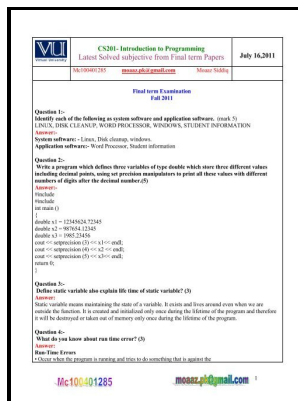 VU
CS201- Introduction to Programming
Latest Solved subjective from Final term Papers
July 16,2011
Mc100401285 moaaz.pk@gmail.com Moaaz Siddiq
Final term Examination
Fall 2011
Question 1:-
Identify each of the following as system software and application software. (mark 5)
LINUX, DISK CLEANUP, WORD PROCESSOR, WINDOWS, STUDENT INFORMATION
Answer:-
System software: - Linux, Disk cleanup, windows.
Application software:- Word Processor, Student information
Question 2:-
Write a program which defines three variables of type double which store three different values
including decimal points, using set precision manipulators to print all these values with different
numbers of digits after the decimal number.(5)
Answer:-
#include
#include
int main ()
{
double x1 = 12345624.72345
double x2 = 987654.12345
double x3 = 1985.23456
cout << setprecision (3) << x1<< endl;
cout << setprecision (4) << x2 << endl;
cout << setprecision (5) << x3<< endl;
return 0;
}
Question 3:-
Define static variable also explain life time of static variable? (3)
Answer:
Static variable means maintaining the state of a variable. It exists and lives around even when we are
outside the function. It is created and initialized only once during the lifetime of the program and therefore
it will be destroyed or taken out of memory only once during the lifetime of the program.
Question 4:-
What do you know about run time error? (3)
Answer:
Run-Time Errors
• Occur when the program is running and tries to do something that is against the
Mc100401285 moaaz.pk@gmail.com 1